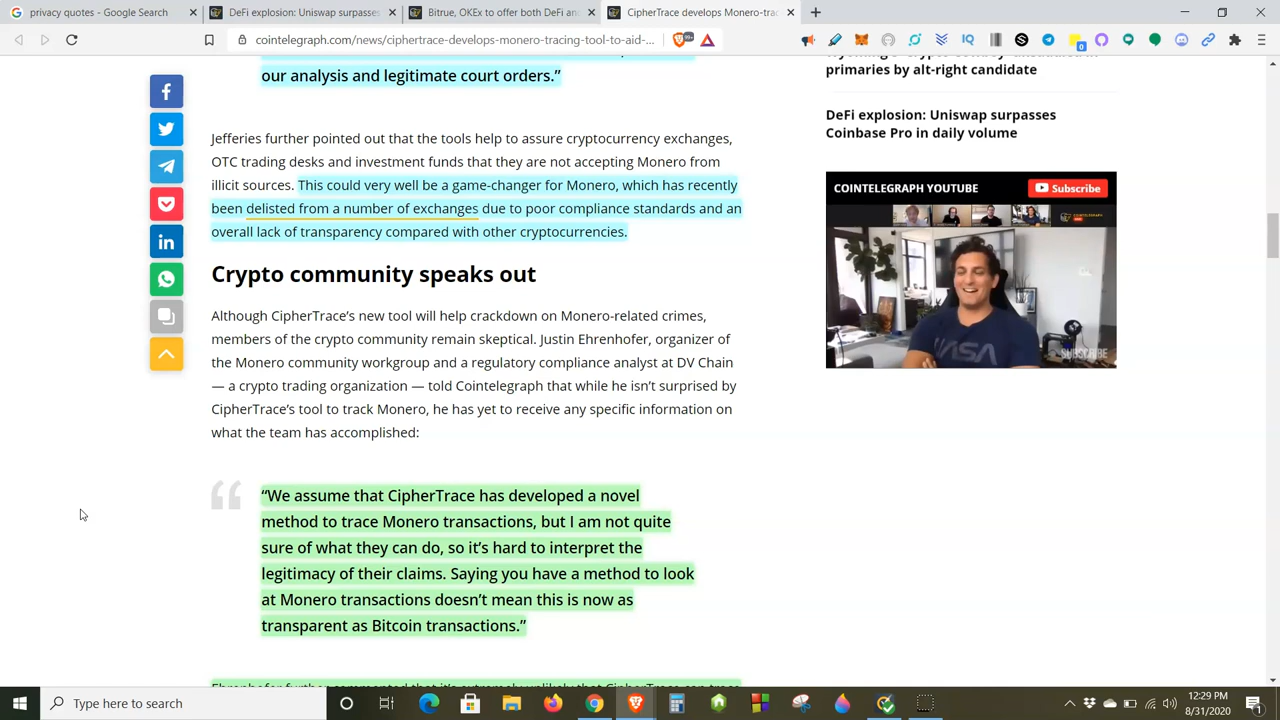 privacy quotes - Google Search
DeFi explosion: Uniswap surpasses
Bitrue, OKEx to offer both DeFi and
CipherTrace develops Monero-trac
cointelegraph.com/news/ciphertrace-develops-monero-tracing-tool-to-aid-...
99+
0
our analysis and legitimate court orders.”
Jefferies further pointed out that the tools help to assure cryptocurrency exchanges,
OTC trading desks and investment funds that they are not accepting Monero from
illicit sources. This could very well be a game-changer for Monero, which has recently
been delisted from a number of exchanges due to poor compliance standards and an
overall lack of transparency compared with other cryptocurrencies.
Crypto community speaks out
Although CipherTrace’s new tool will help crackdown on Monero-related crimes,
members of the crypto community remain skeptical. Justin Ehrenhofer, organizer of
the Monero community workgroup and a regulatory compliance analyst at DV Chain
— a crypto trading organization — told Cointelegraph that while he isn’t surprised by
CipherTrace’s tool to track Monero, he has yet to receive any specific information on
what the team has accomplished:
“We assume that CipherTrace has developed a novel
method to trace Monero transactions, but I am not quite
sure of what they can do, so it’s hard to interpret the
legitimacy of their claims. Saying you have a method to look
at Monero transactions doesn’t mean this is now as
transparent as Bitcoin transactions.”
primaries by alt-right candidate
DeFi explosion: Uniswap surpasses
Coinbase Pro in daily volume
COINTELEGRAPH YOUTUBE
Subscribe
NASA
SUBSCRIBE
Type here to search
12:29 PM
8/31/2020